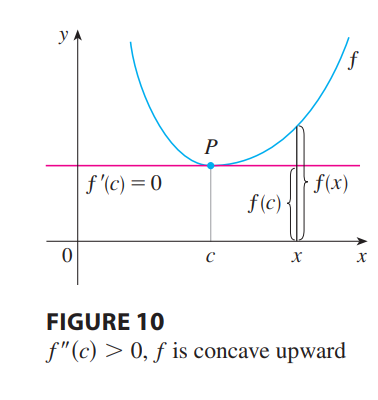 y
f
P
f'(c) = 0
f(c)
f(x)
0
c
x
x
FIGURE 10
f"(c) > 0, f is concave upward